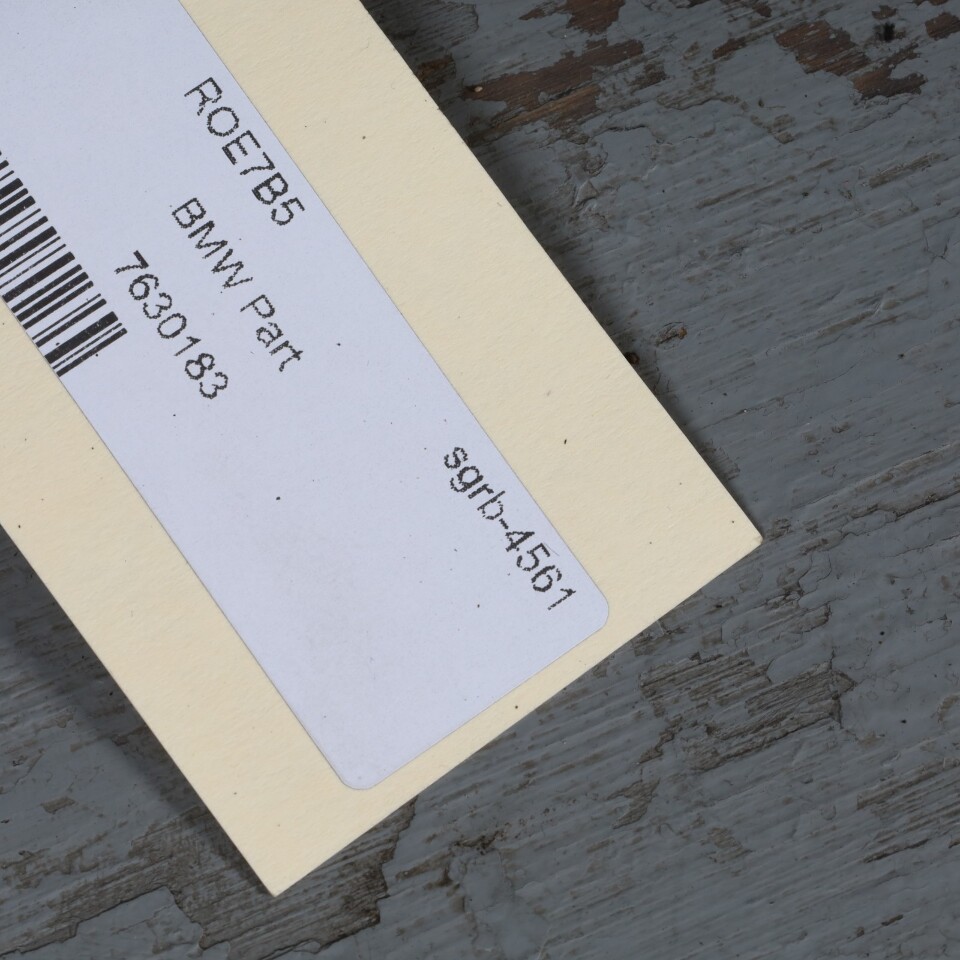 ROE7B5
BMW Part
7630183
sgrb-4561